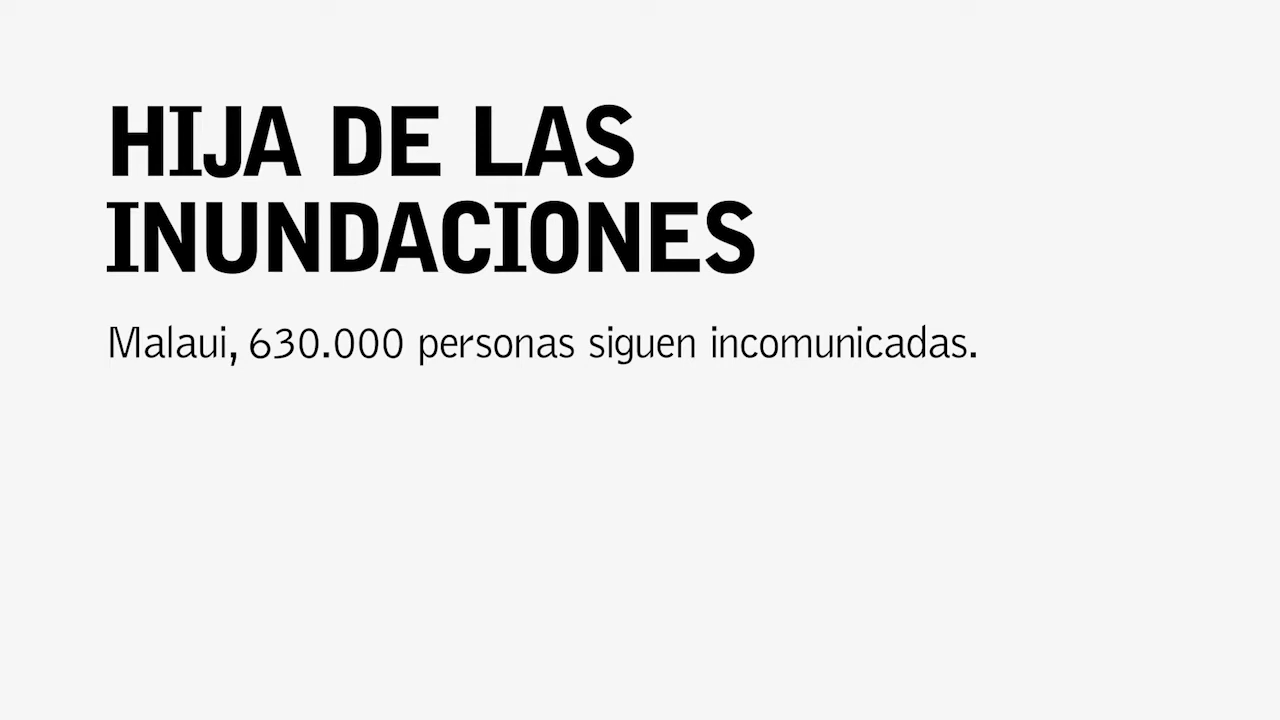 HIJA DE LAS
INUNDACIONES
Malaui, 630.000 personas siguen incomunicadas.